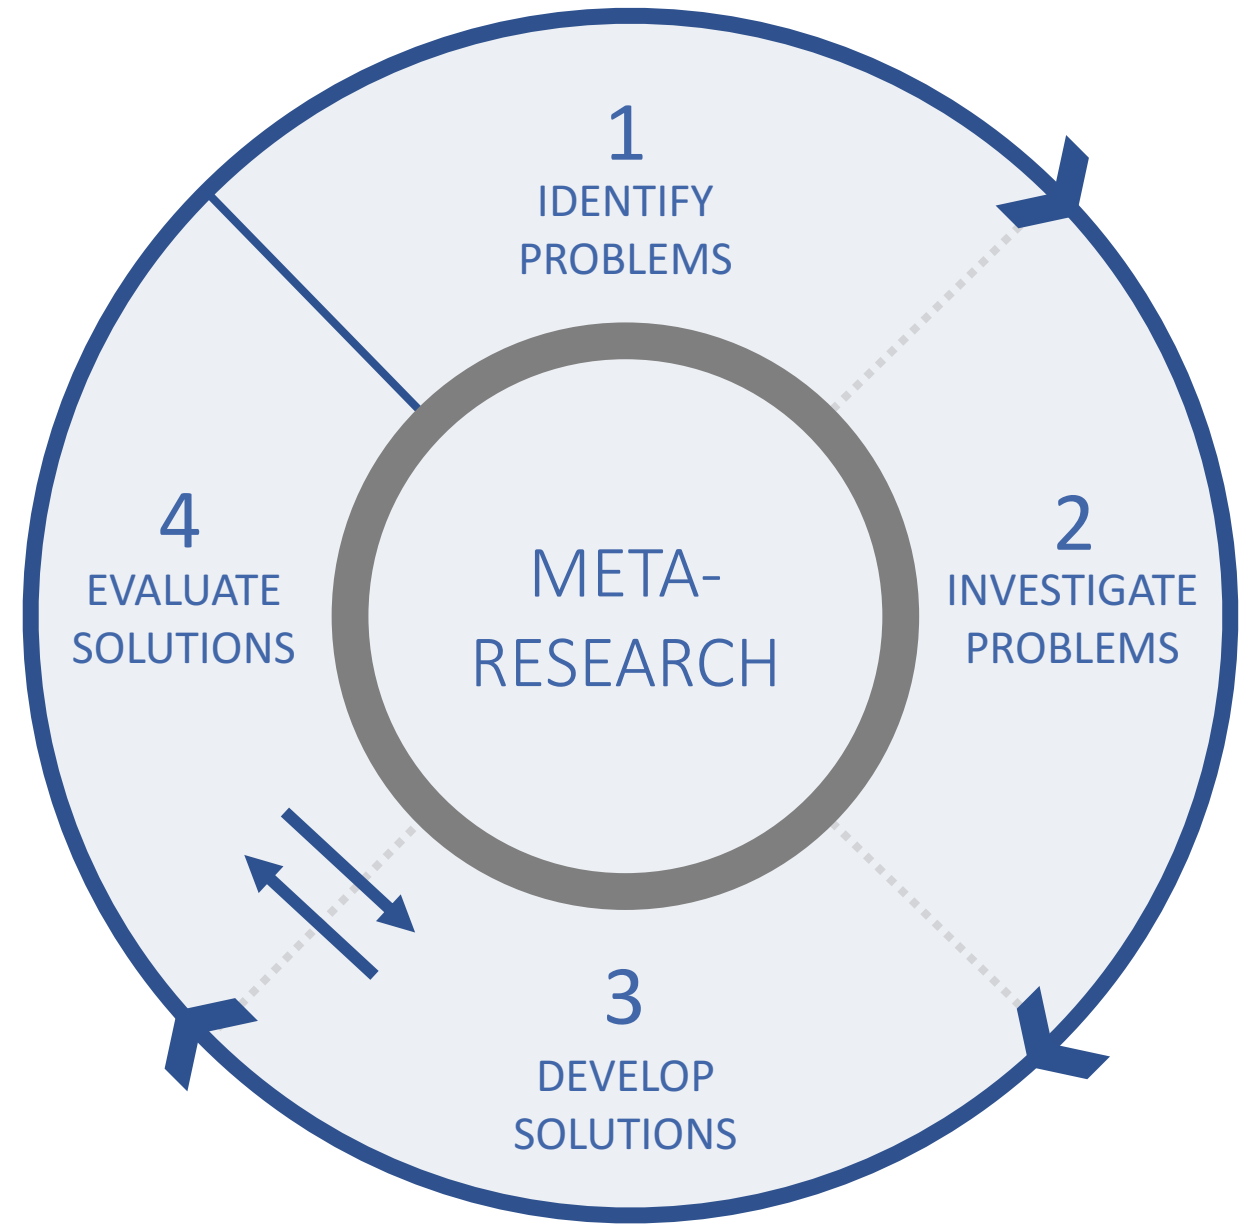 1
IDENTIFY
PROBLEMS
2
INVESTIGATE
PROBLEMS
3
DEVELOP
SOLUTIONS
4
EVALUATE
SOLUTIONS
META-
RESEARCH